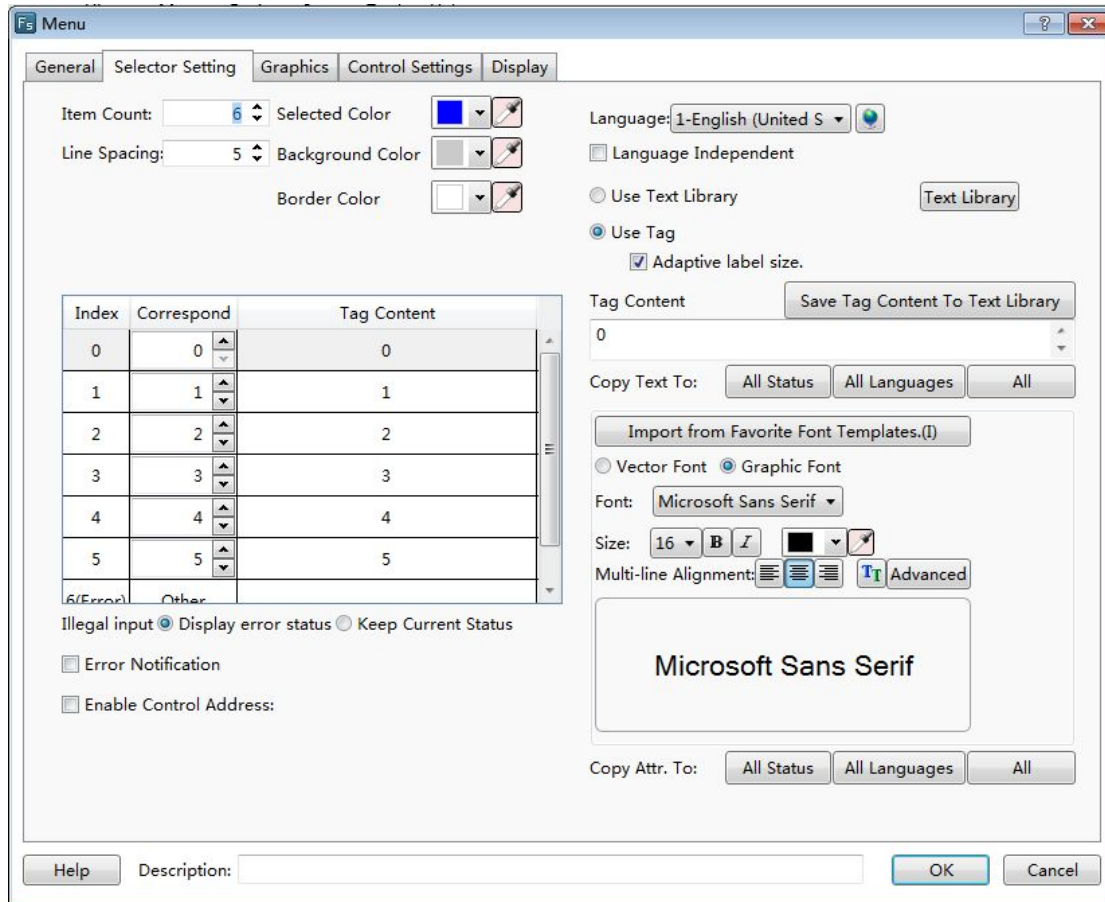 Fs Menu
General Selector Setting Graphics Control Settings Display
Item Count: 6 Selected Color
Line Spacing: 5 Background Color
Border Color
Language: 1-English (United S
Language Independent
Use Text Library Text Library
Use Tag
Adaptive label size.
Index Correspond Tag Content
0 0 0
1 1 1
2 2 2
3 3 3
4 4 4
5 5 5
6(Error) Other
Illegal input Display error status Keep Current Status
Error Notification
Enable Control Address:
Tag Content Save Tag Content To Text Library
0
Copy Text To: All Status All Languages All
Import from Favorite Font Templates.(I)
Vector Font Graphic Font
Font: Microsoft Sans Serif
Size: 16 B I
Multi-line Alignment: TT Advanced
Microsoft Sans Serif
Copy Attr. To: All Status All Languages All
Help Description: OK Cancel